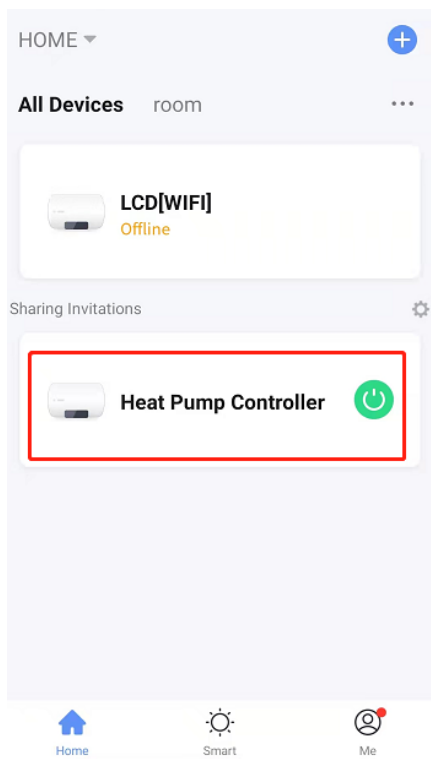 HOME
All Devices room
LCD[WIFI]
Offline
Sharing Invitations
Heat Pump Controller
Home Smart Me